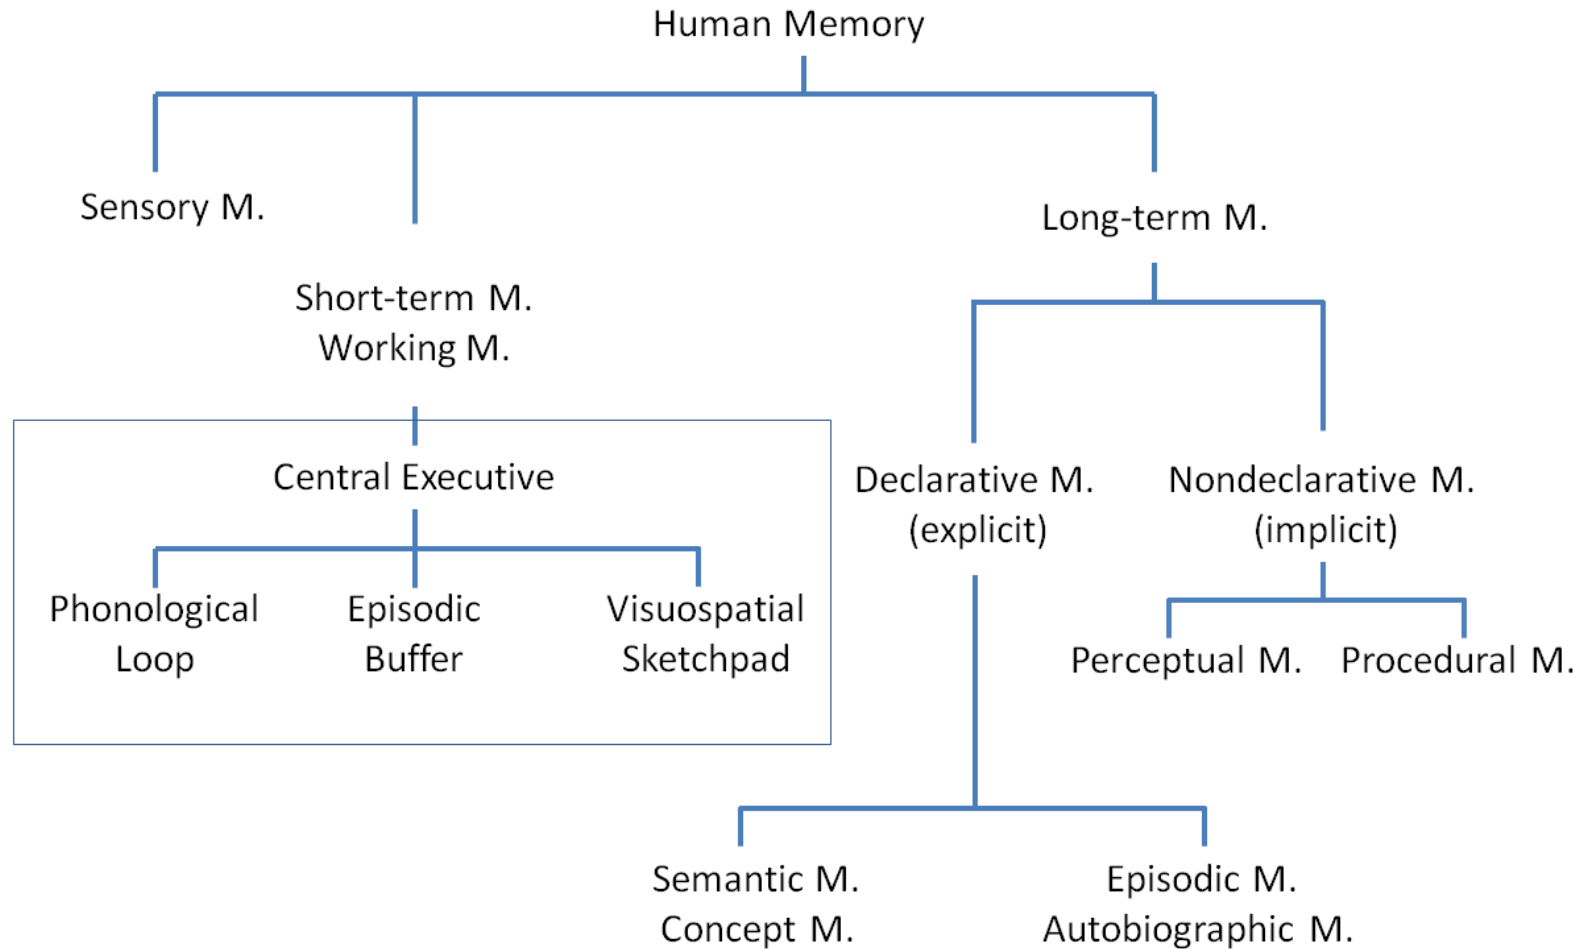 Human Memory
Sensory M.
Long-term M.
Short-term M.
Working M.
Central Executive
Declarative M.
(explicit)
Nondeclarative M.
(implicit)
Phonological
Loop
Episodic
Buffer
Visuospatial
Sketchpad
Perceptual M.
Procedural M.
Semantic M.
Concept M.
Episodic M.
Autobiographic M.